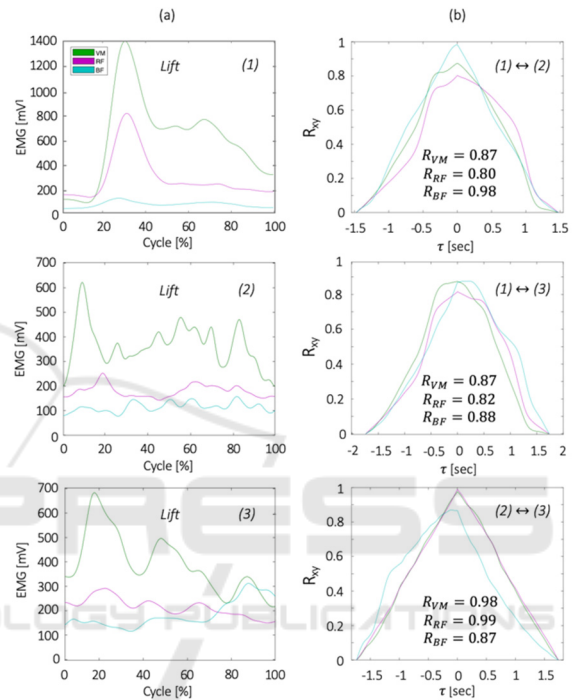 (a) (b)
1400
1200
1000
800
600
400
200
0
EMG [mV]
VM
RF
BF
Lift (1)
0 20 40 60 80 100
Cycle [%]
1
0.8
0.6
0.4
0.2
0
Rxy
(1) ↔ (2)
RVM = 0.87
RRF = 0.80
RBF = 0.98
-1.5 -1 -0.5 0 0.5 1 1.5
τ [sec]
700
600
500
400
300
200
100
0
EMG [mV]
Lift (2)
0 20 40 60 80 100
Cycle [%]
1
0.8
0.6
0.4
0.2
0
Rxy
(1) ↔ (3)
RVM = 0.87
RRF = 0.82
RBF = 0.88
-2 -1.5 -1 -0.5 0 0.5 1 1.5 2
τ [sec]
700
600
500
400
300
200
100
0
EMG [mV]
Lift (3)
0 20 40 60 80 100
Cycle [%]
1
0.8
0.6
0.4
0.2
0
Rxy
(2) ↔ (3)
RVM = 0.98
RRF = 0.99
RBF = 0.87
-1.5 -1 -0.5 0 0.5 1 1.5
τ [sec]
PRESS
OLOGY PUBLICATIONS